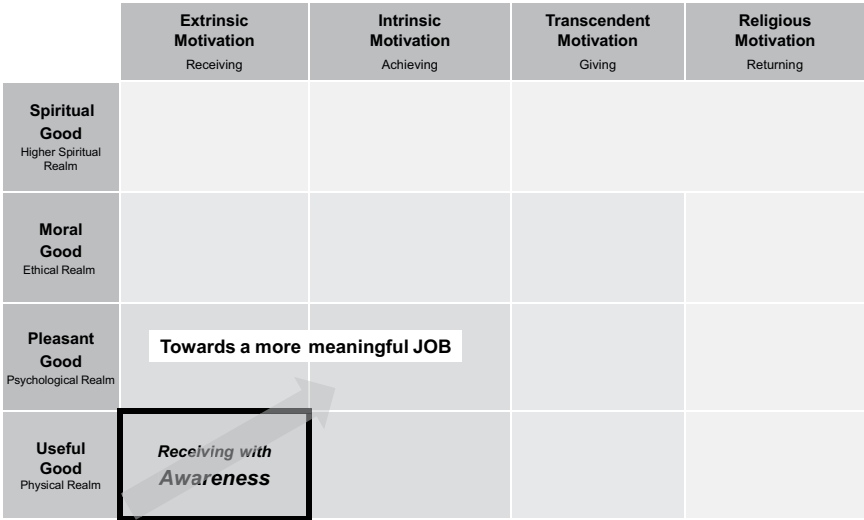 Extrinsic
Motivation
Receiving
Intrinsic
Motivation
Achieving
Transcendent
Motivation
Giving
Religious
Motivation
Returning
Spiritual
Good
Higher Spiritual
Realm
Moral
Good
Ethical Realm
Pleasant
Good
Psychological Realm
Towards a more meaningful JOB
Useful
Good
Physical Realm
Receiving with
Awareness